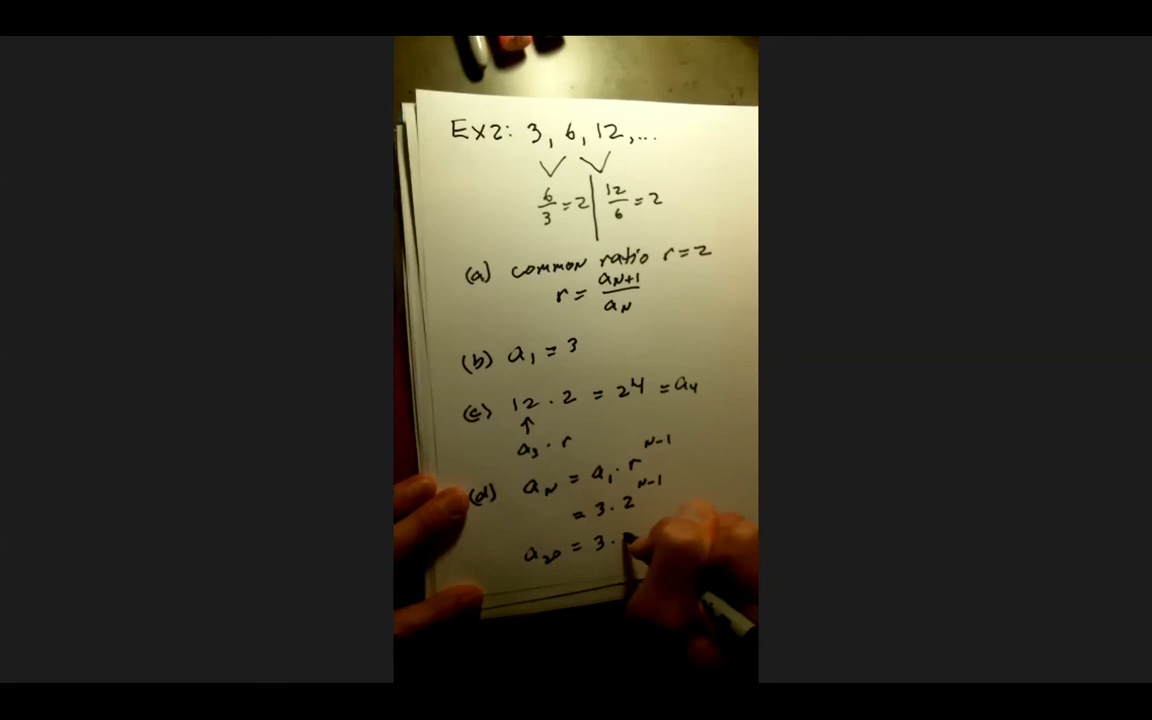 Ex2: 3, 6, 12, ...
6/3 = 2 | 12/6 = 2
(a) common ratio r = 2
r = aN+1/aN
(b) a1 = 3
(c) 12 · 2 = 24 = a4
↑
a3 · r
(d) aN = a1 · r^N-1
= 3 · 2^N-1
a20 = 3 ·